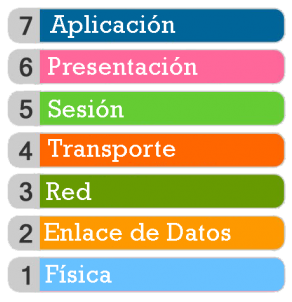 7 Aplicación
6 Presentación
5 Sesión
4 Transporte
3 Red
2 Enlace de Datos
1 Física